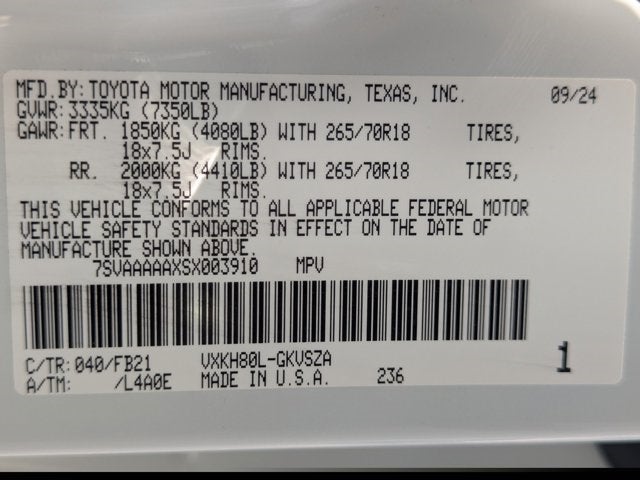 MFD.BY: TOYOTA MOTOR MANUFACTURING, TEXAS, INC. 09/24
GVWR: 3335KG (7350LB)
GAWR: FRT. 1850KG (4080LB) WITH 265/70R18 TIRES,
18x7.5J RIMS.
RR. 2000KG (4410LB) WITH 265/70R18 TIRES,
18x7.5J RIMS.
THIS VEHICLE CONFORMS TO ALL APPLICABLE FEDERAL MOTOR
VEHICLE SAFETY STANDARDS IN EFFECT ON THE DATE OF
MANUFACTURE SHOWN ABOVE.
7SVAAAAAXSX003910 MPV
C/TR: 040/FB21 VXKH80L-GKVSZA 1
A/TM: /L4A0E MADE IN U.S.A. 236